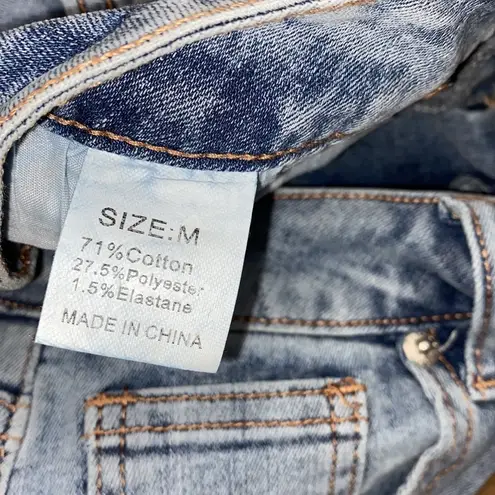 SIZE:M
71%Cotton
27.5%Polyester
1.5%Elastane
MADE IN CHINA